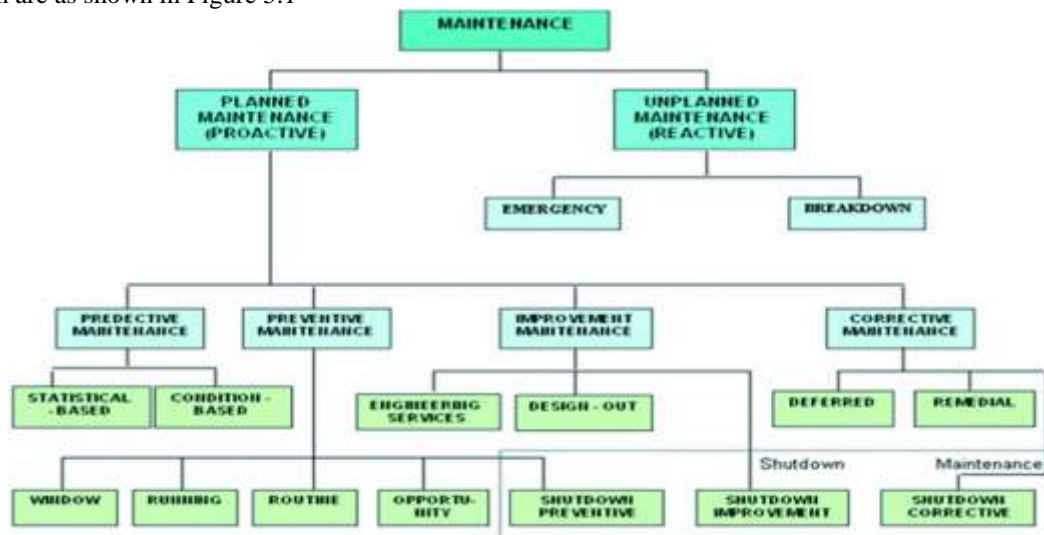 are as shown in Figure 3.1
MAINTENANCE
PLANNED
MAINTENANCE
(PROACTIVE)
UNPLANNED
MAINTENANCE
(REACTIVE)
EMERGENCY
BREAKDOWN
PREDECTIVE
MAINTENANCE
PREVENTIVE
MAINTENANCE
IMPROVEMENT
MAINTENANCE
CORRECTIVE
MAINTENANCE
STATISTICAL
- BASED
CONDITION -
BASED
ENGINEERING
SERVICES
DESIGN - OUT
DEFERRED
REMEDIAL
Shutdown Maintenance
WINDOW
RUNNING
ROUTINE
OPPORTU-
NITY
SHUTDOWN
PREVENTIVE
SHUTDOWN
IMPROVEMENT
SHUTDOWN
CORRECTIVE